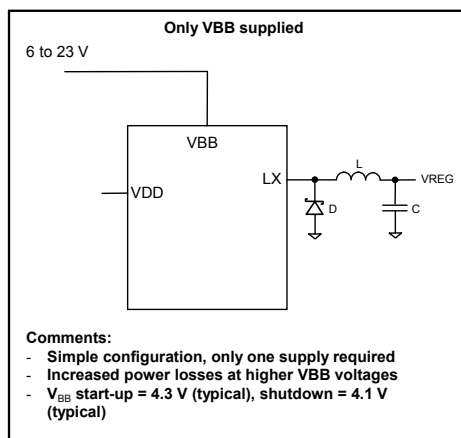 Only VBB supplied
6 to 23 V
VBB
LX
L
VREG
VDD
D
C
Comments:
- Simple configuration, only one supply required
- Increased power losses at higher VBB voltages
- VBB start-up = 4.3 V (typical), shutdown = 4.1 V
(typical)